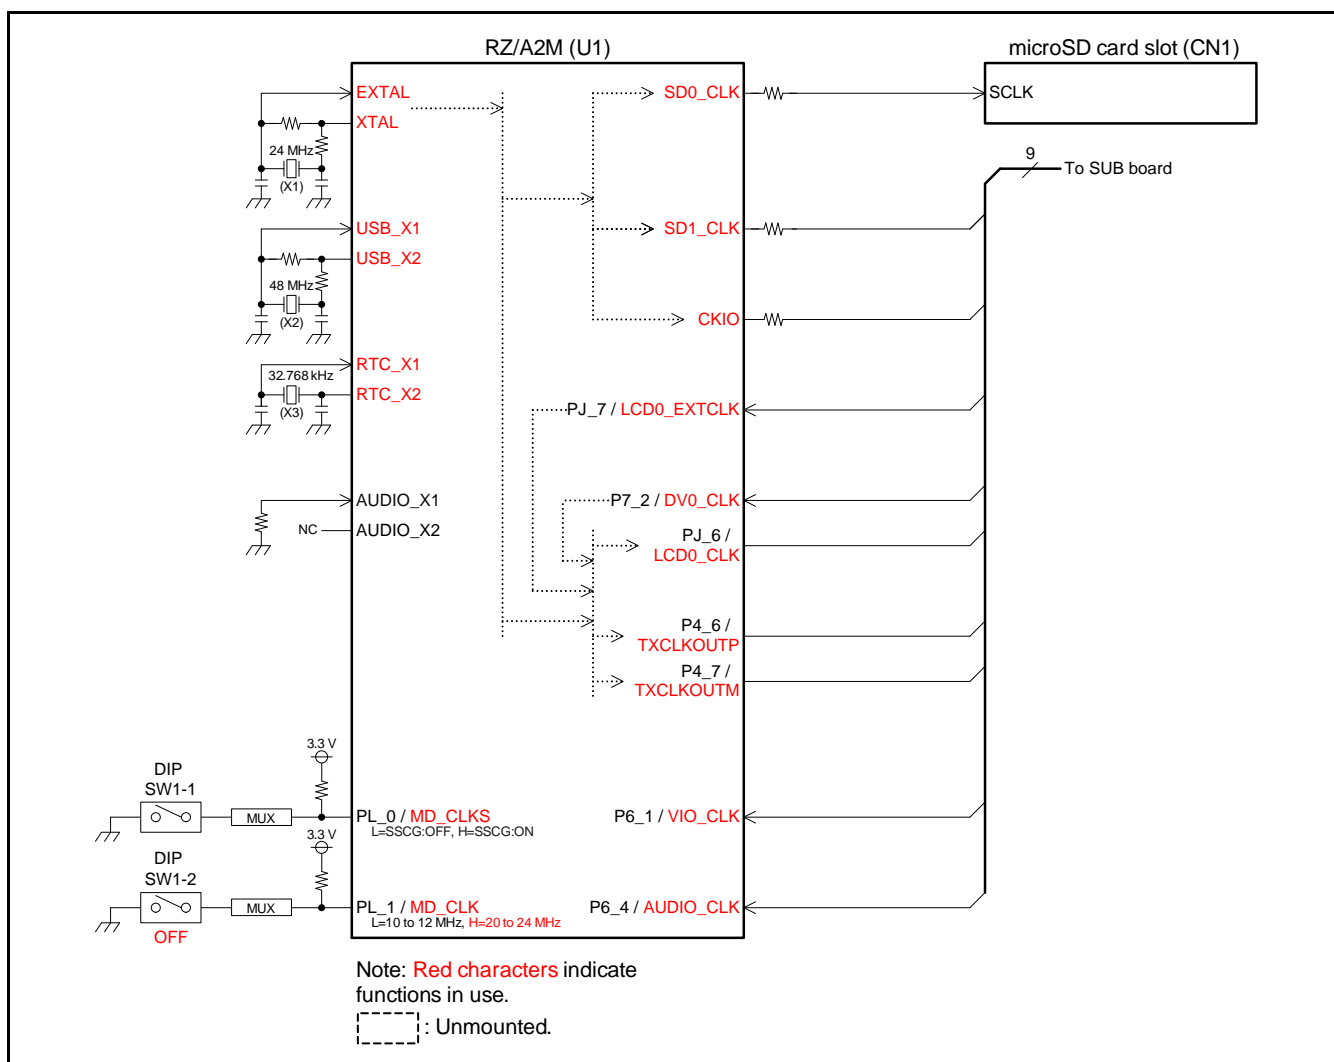 RZ/A2M (U1)
microSD card slot (CN1)
EXTAL
XTAL
24 MHz
(X1)
SD0_CLK
SCLK
9
To SUB board
USB_X1
USB_X2
48 MHz
(X2)
SD1_CLK
CKIO
RTC_X1
32.768 kHz
RTC_X2
(X3)
PJ_7 / LCD0_EXTCLK
AUDIO_X1
NC
AUDIO_X2
P7_2 / DV0_CLK
PJ_6 /
LCD0_CLK
P4_6 /
TXCLKOUTP
P4_7 /
TXCLKOUTM
3.3 V
DIP
SW1-1
MUX
PL_0 / MD_CLKS
L=SSCG:OFF, H=SSCG:ON
P6_1 / VIO_CLK
3.3 V
DIP
SW1-2
MUX
OFF
PL_1 / MD_CLK
L=10 to 12 MHz, H=20 to 24 MHz
P6_4 / AUDIO_CLK
Note: Red characters indicate
functions in use.
: Unmounted.